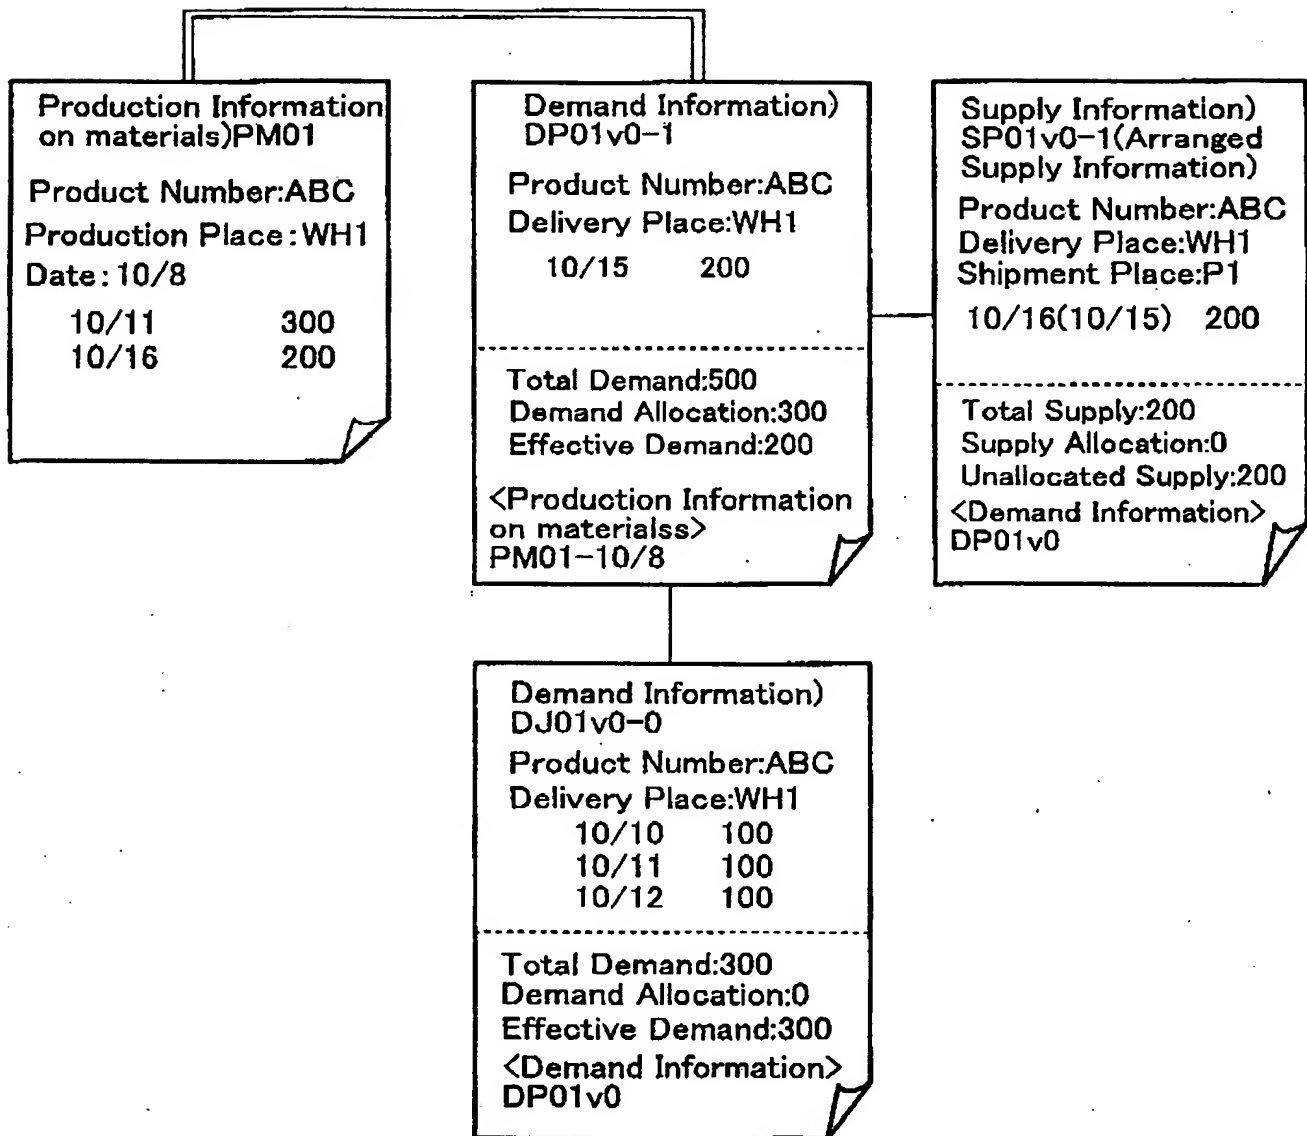 Production Information
on materials)PM01
Product Number:ABC
Production Place:WH1
Date:10/8
10/11 300
10/16 200
Demand Information)
DP01v0-1
Product Number:ABC
Delivery Place:WH1
10/15 200
Total Demand:500
Demand Allocation:300
Effective Demand:200
<Production Information
on materialss>
PM01-10/8
Supply Information)
SP01v0-1(Arranged
Supply Information)
Product Number:ABC
Delivery Place:WH1
Shipment Place:P1
10/16(10/15) 200
Total Supply:200
Supply Allocation:0
Unallocated Supply:200
<Demand Information>
DP01v0
Demand Information)
DJ01v0-0
Product Number:ABC
Delivery Place:WH1
10/10 100
10/11 100
10/12 100
Total Demand:300
Demand Allocation:0
Effective Demand:300
<Demand Information>
DP01v0